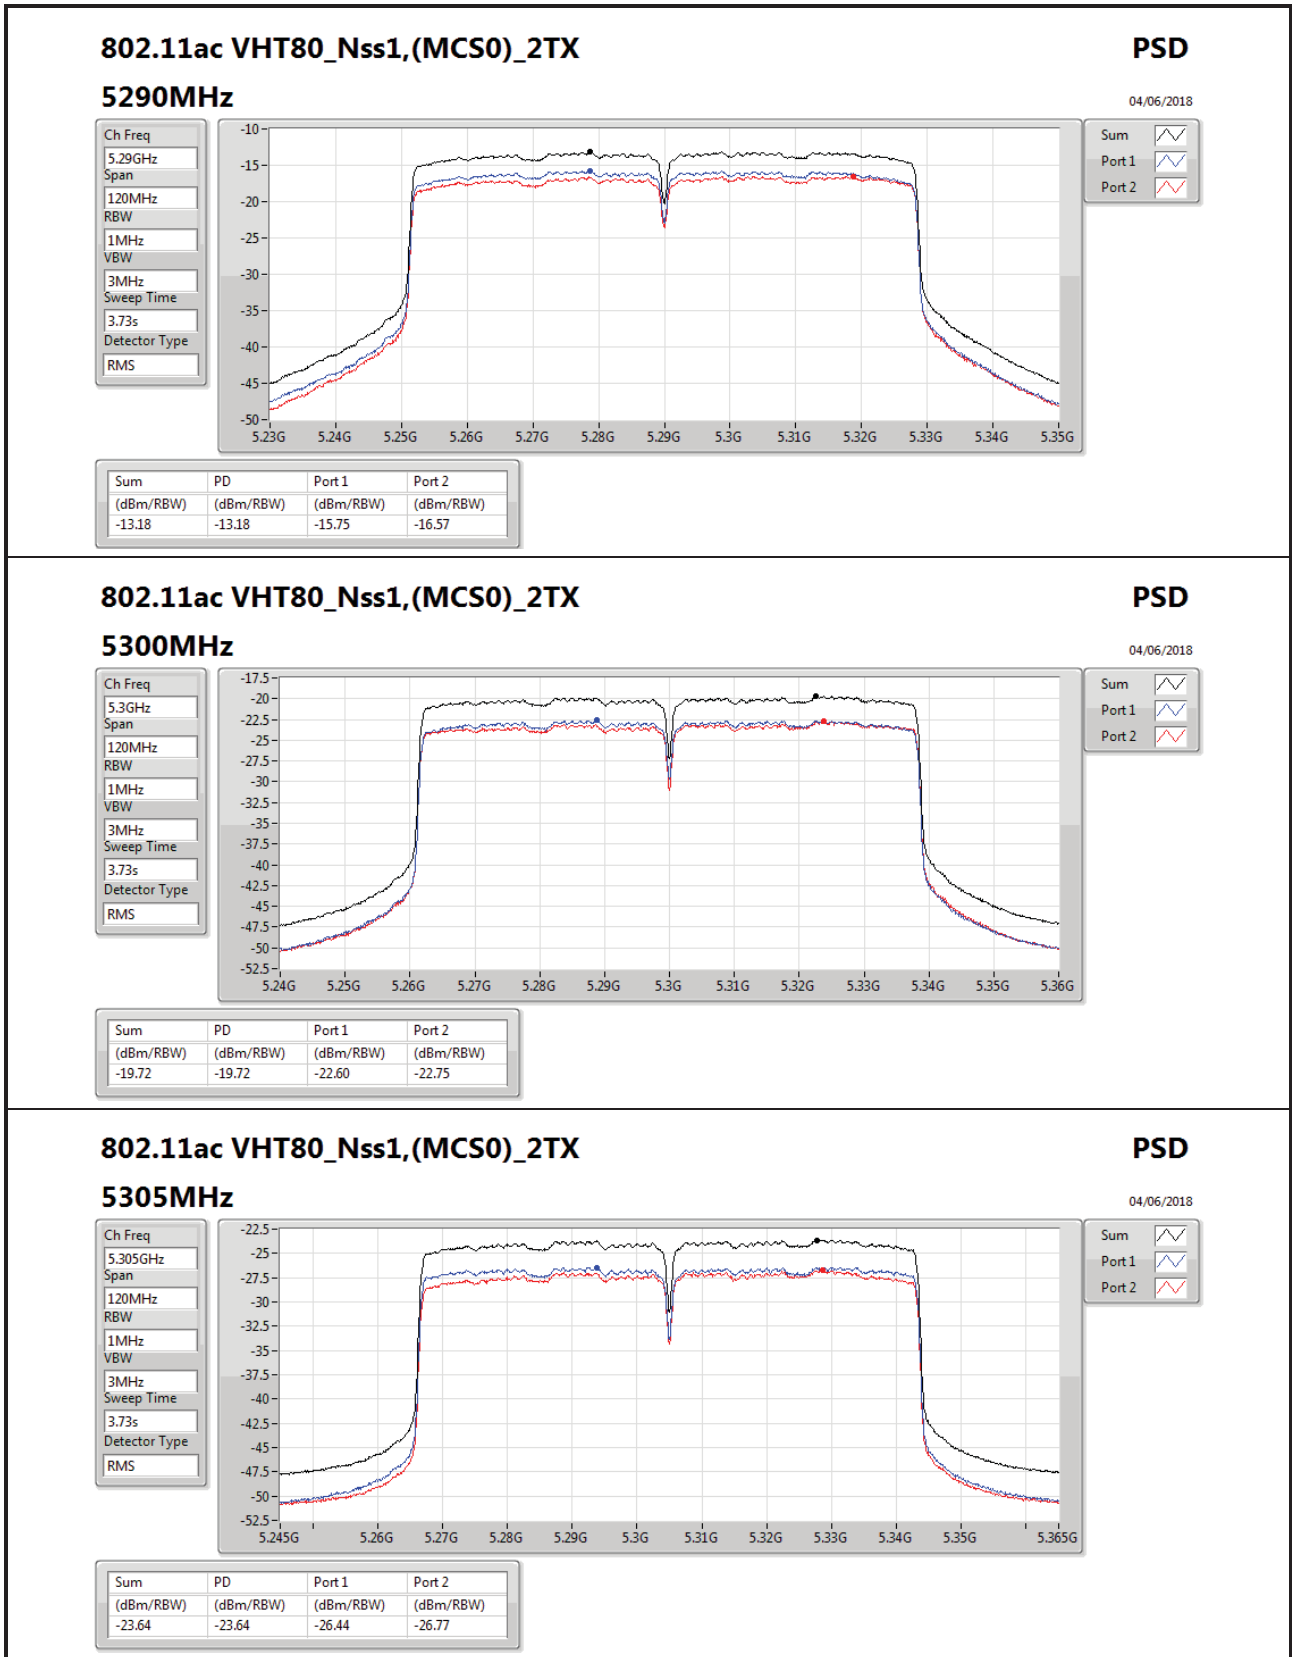 802.11ac VHT80_Nss1,(MCS0)_2TX PSD
5290MHz
04/06/2018
Ch Freq
5.29GHz
Span
120MHz
RBW
1MHz
VBW
3MHz
Sweep Time
3.73s
Detector Type
RMS
-10
-15
-20
-25
-30
-35
-40
-45
-50
5.23G 5.24G 5.25G 5.26G 5.27G 5.28G 5.29G 5.3G 5.31G 5.32G 5.33G 5.34G 5.35G
Sum
Port 1
Port 2
Sum PD Port 1 Port 2
(dBm/RBW) (dBm/RBW) (dBm/RBW) (dBm/RBW)
-13.18 -13.18 -15.75 -16.57
802.11ac VHT80_Nss1,(MCS0)_2TX PSD
5300MHz
04/06/2018
Ch Freq
5.3GHz
Span
120MHz
RBW
1MHz
VBW
3MHz
Sweep Time
3.73s
Detector Type
RMS
-17.5
-20
-22.5
-25
-27.5
-30
-32.5
-35
-37.5
-40
-42.5
-45
-47.5
-50
-52.5
5.24G 5.25G 5.26G 5.27G 5.28G 5.29G 5.3G 5.31G 5.32G 5.33G 5.34G 5.35G 5.36G
Sum
Port 1
Port 2
Sum PD Port 1 Port 2
(dBm/RBW) (dBm/RBW) (dBm/RBW) (dBm/RBW)
-19.72 -19.72 -22.60 -22.75
802.11ac VHT80_Nss1,(MCS0)_2TX PSD
5305MHz
04/06/2018
Ch Freq
5.305GHz
Span
120MHz
RBW
1MHz
VBW
3MHz
Sweep Time
3.73s
Detector Type
RMS
-22.5
-25
-27.5
-30
-32.5
-35
-37.5
-40
-42.5
-45
-47.5
-50
-52.5
5.245G 5.26G 5.27G 5.28G 5.29G 5.3G 5.31G 5.32G 5.33G 5.34G 5.35G 5.365G
Sum
Port 1
Port 2
Sum PD Port 1 Port 2
(dBm/RBW) (dBm/RBW) (dBm/RBW) (dBm/RBW)
-23.64 -23.64 -26.44 -26.77